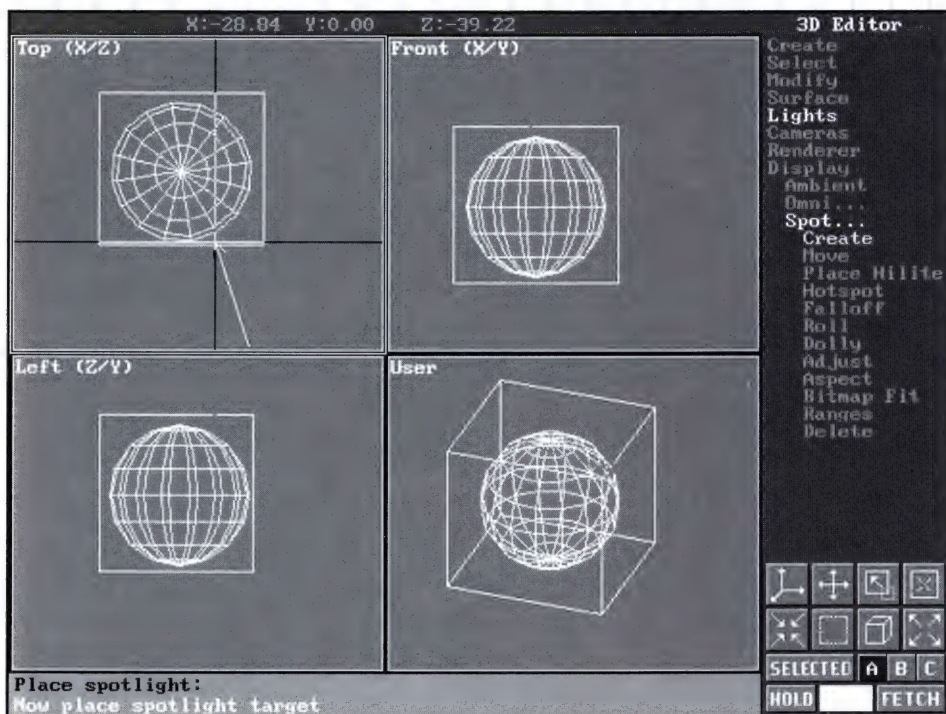 X:-28.84 Y:0.00 Z:-39.22
3D Editor
Top (X/Z)
Front (X/Y)
Left (Z/Y)
User
Create
Select
Modify
Surface
Lights
Cameras
Renderer
Display
Ambient
Omni...
Spot...
Create
Move
Place Hilite
Hotspot
Falloff
Roll
Dolly
Adjust
Aspect
Bitmap Fit
Ranges
Delete
SELECTED A B C
HOLD FETCH
Place spotlight:
Now place spotlight target